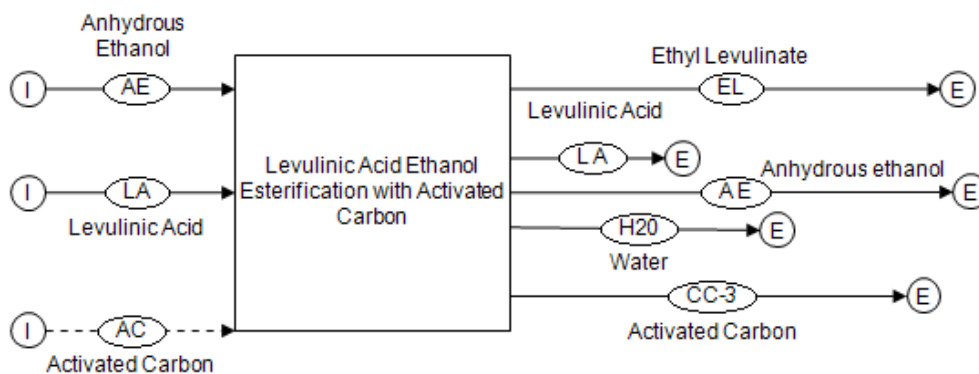 Anhydrous
Ethanol
I
AE
I
LA
Levulinic Acid
I
AC
Activated Carbon
Levulinic Acid Ethanol
Esterification with Activated
Carbon
Ethyl Levulinate
EL
E
Levulinic Acid
LA
E
Anhydrous ethanol
AE
E
H20
E
Water
CC-3
E
Activated Carbon